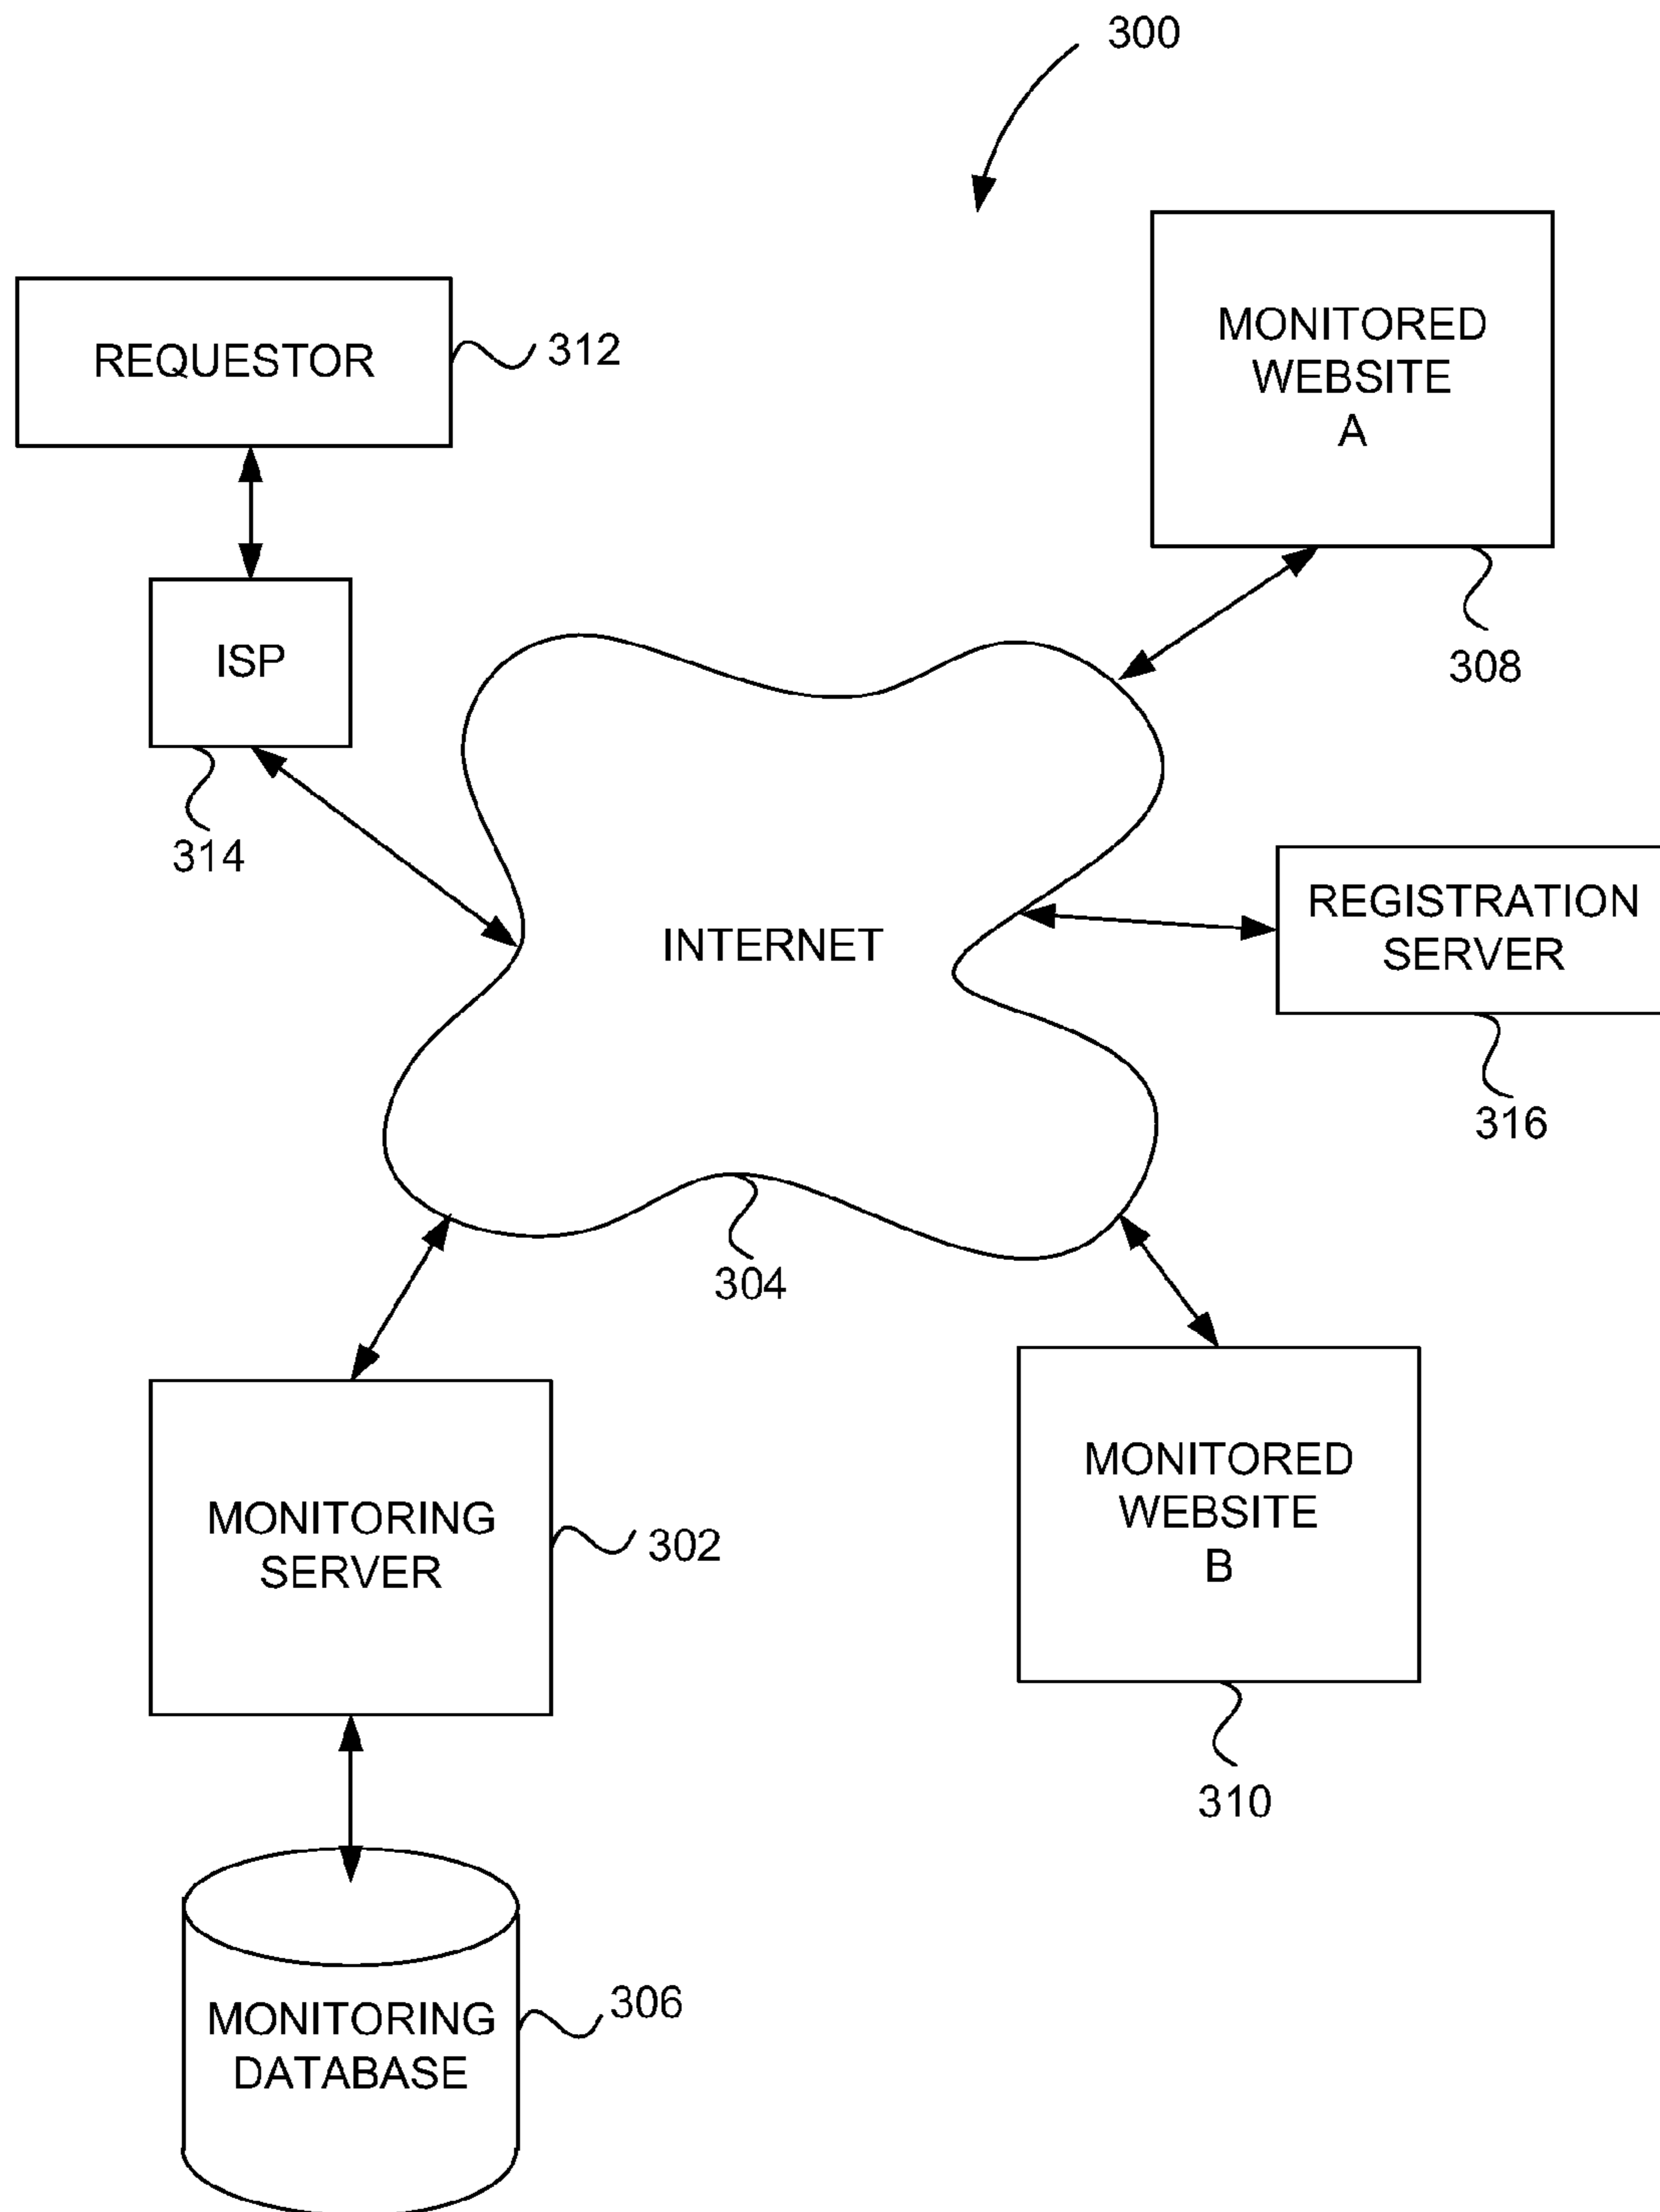 300
REQUESTOR
312
MONITORED
WEBSITE
A
308
ISP
314
INTERNET
304
REGISTRATION
SERVER
316
MONITORING
SERVER
302
MONITORED
WEBSITE
B
310
MONITORING
DATABASE
306